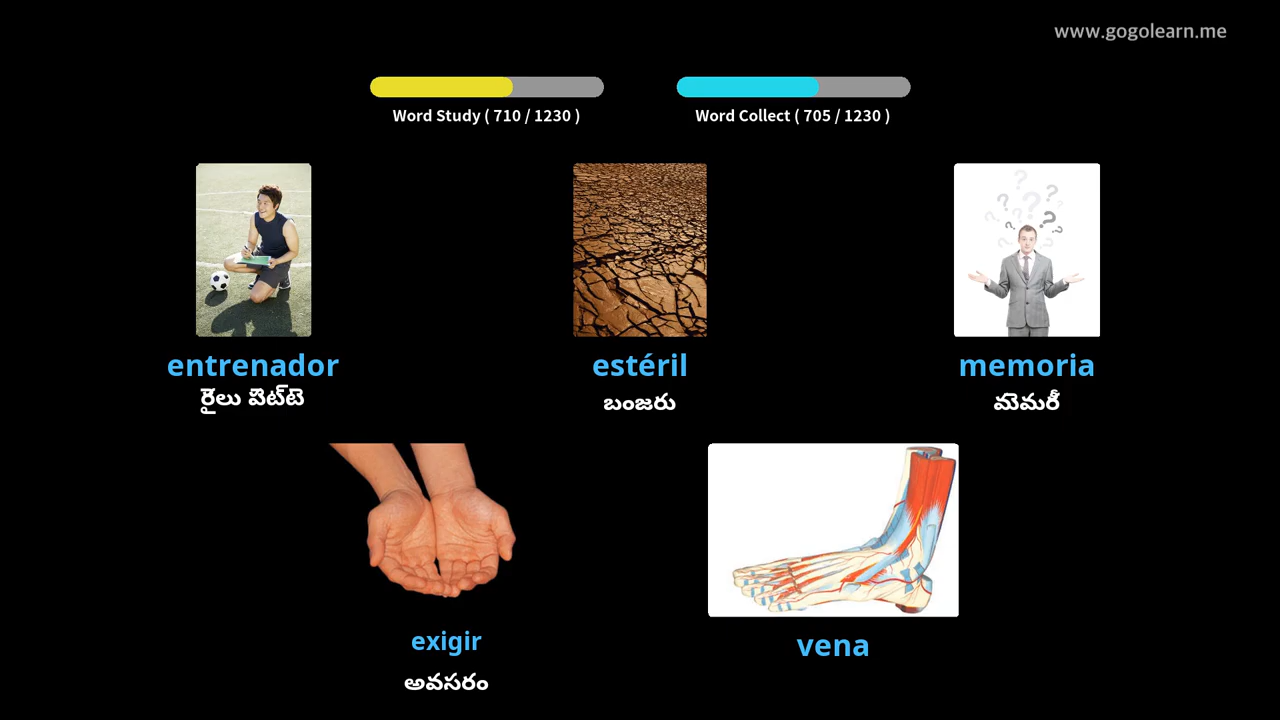 www.gogolearn.me
Word Study ( 710 / 1230 )
Word Collect ( 705 / 1230 )
entrenador
రైలు పెట్టె
estéril
బంజరు
memoria
మెమరీ
exigir
అవసరం
vena